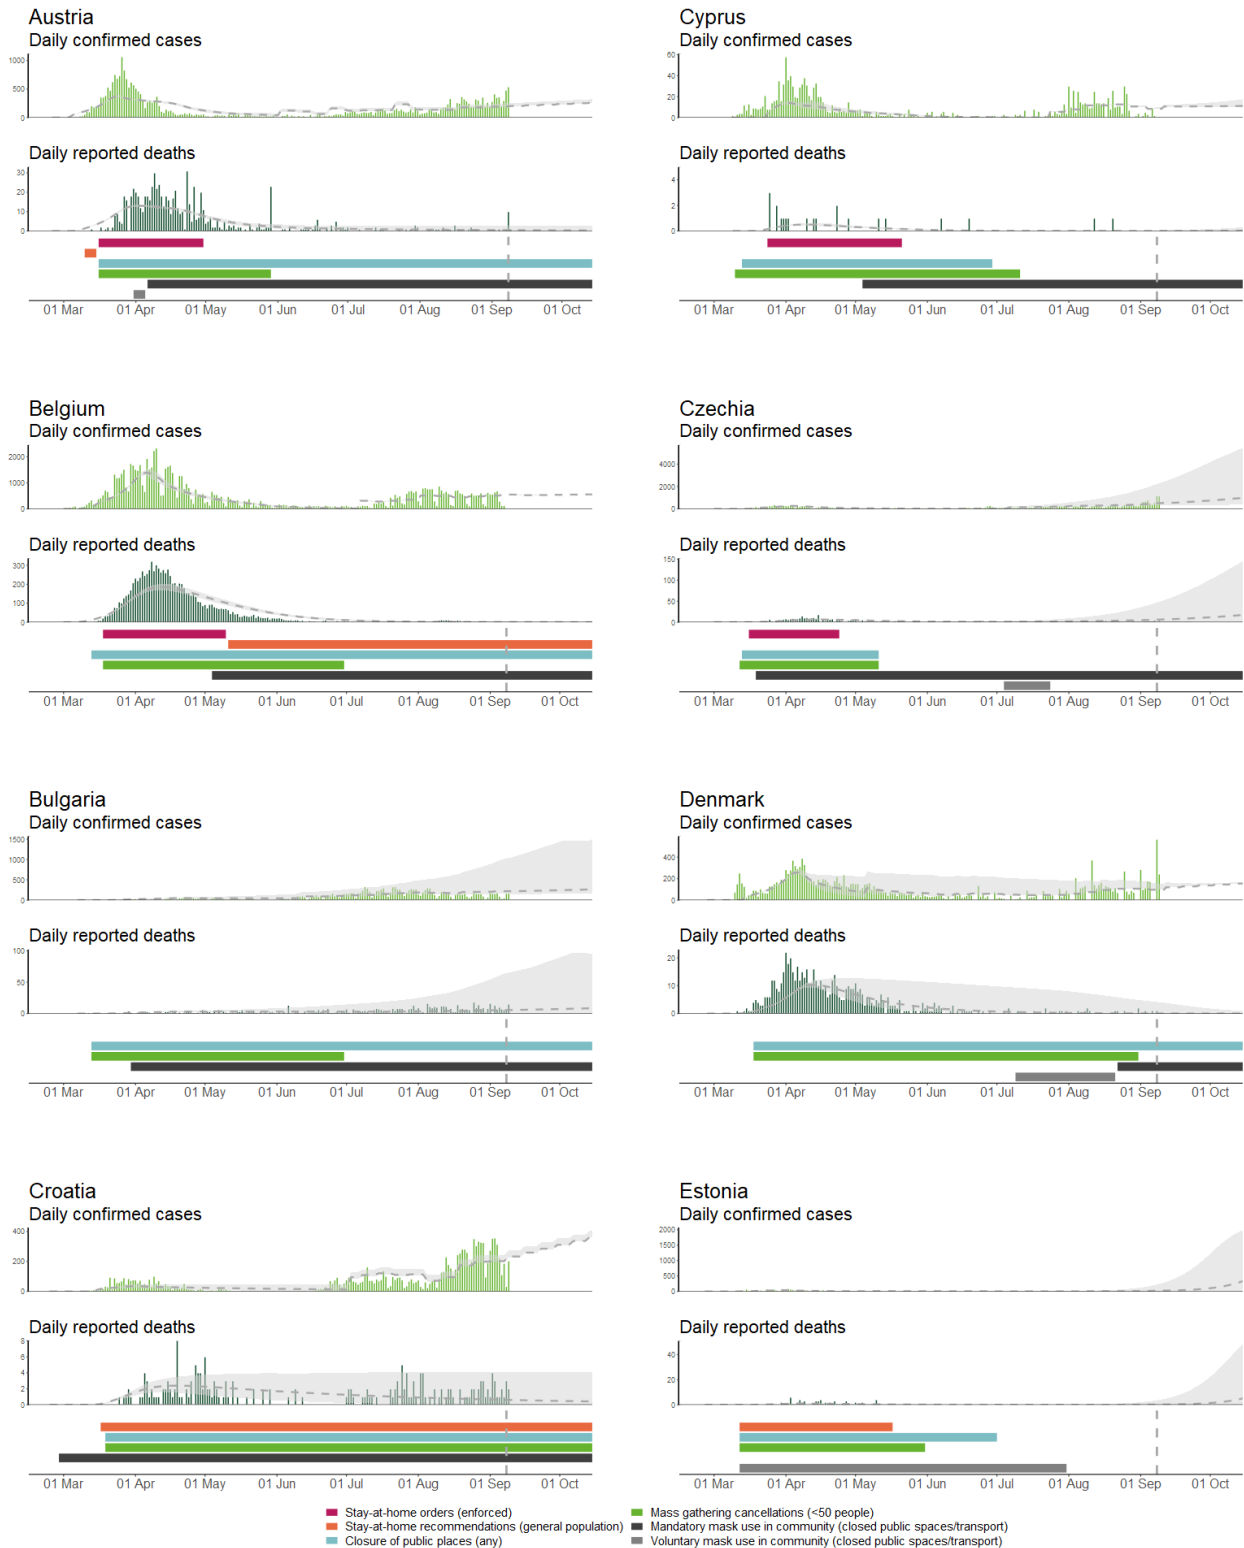 Austria
Daily confirmed cases
1000
500
0
Daily reported deaths
30
20
10
0
01 Mar 01 Apr 01 May 01 Jun 01 Jul 01 Aug 01 Sep 01 Oct
Cyprus
Daily confirmed cases
60
40
20
0
Daily reported deaths
4
2
0
01 Mar 01 Apr 01 May 01 Jun 01 Jul 01 Aug 01 Sep 01 Oct
Belgium
Daily confirmed cases
2000
1000
0
Daily reported deaths
300
200
100
0
01 Mar 01 Apr 01 May 01 Jun 01 Jul 01 Aug 01 Sep 01 Oct
Czechia
Daily confirmed cases
4000
2000
0
Daily reported deaths
150
100
50
0
01 Mar 01 Apr 01 May 01 Jun 01 Jul 01 Aug 01 Sep 01 Oct
Bulgaria
Daily confirmed cases
1500
1000
500
0
Daily reported deaths
100
50
0
01 Mar 01 Apr 01 May 01 Jun 01 Jul 01 Aug 01 Sep 01 Oct
Denmark
Daily confirmed cases
400
200
0
Daily reported deaths
20
10
0
01 Mar 01 Apr 01 May 01 Jun 01 Jul 01 Aug 01 Sep 01 Oct
Croatia
Daily confirmed cases
400
200
0
Daily reported deaths
8
6
4
2
0
01 Mar 01 Apr 01 May 01 Jun 01 Jul 01 Aug 01 Sep 01 Oct
Estonia
Daily confirmed cases
2000
1500
1000
500
0
Daily reported deaths
40
20
0
01 Mar 01 Apr 01 May 01 Jun 01 Jul 01 Aug 01 Sep 01 Oct
Stay-at-home orders (enforced)
Stay-at-home recommendations (general population)
Closure of public places (any)
Mass gathering cancellations (<50 people)
Mandatory mask use in community (closed public spaces/transport)
Voluntary mask use in community (closed public spaces/transport)